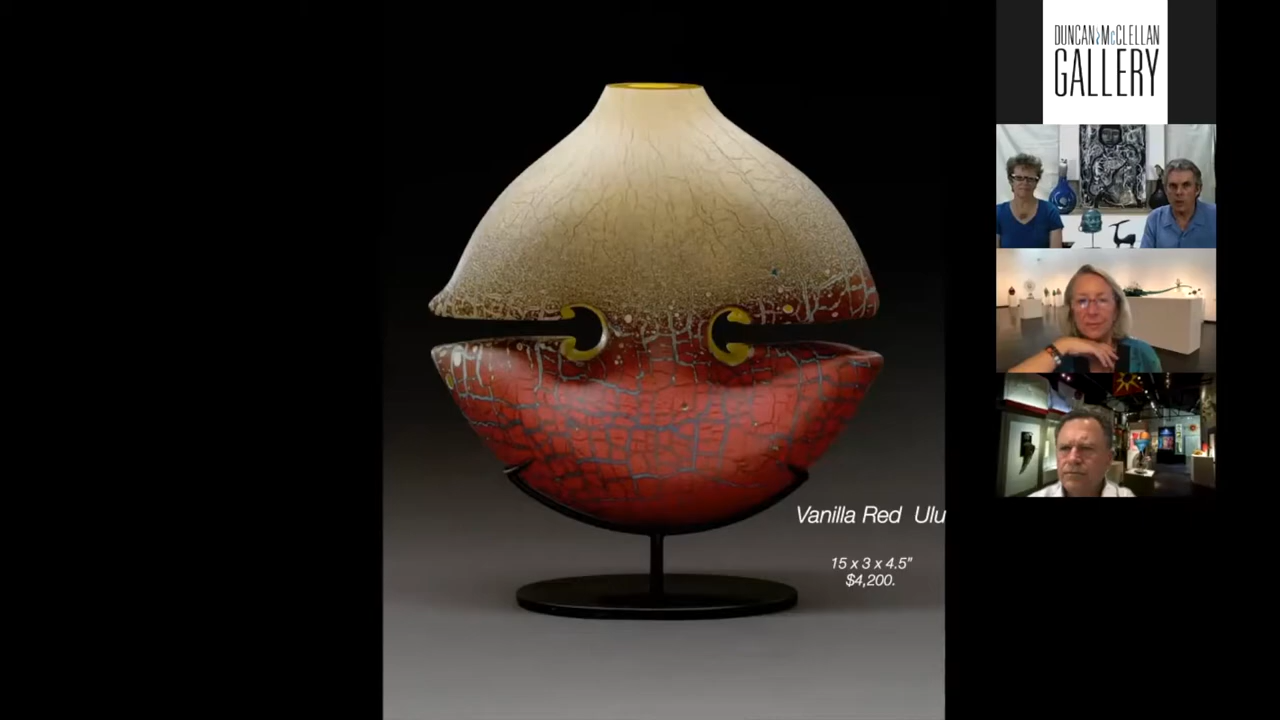 DUNCAN McCLELLAN
GALLERY
Vanilla Red Ulu
15 x 3 x 4.5"
$4,200.